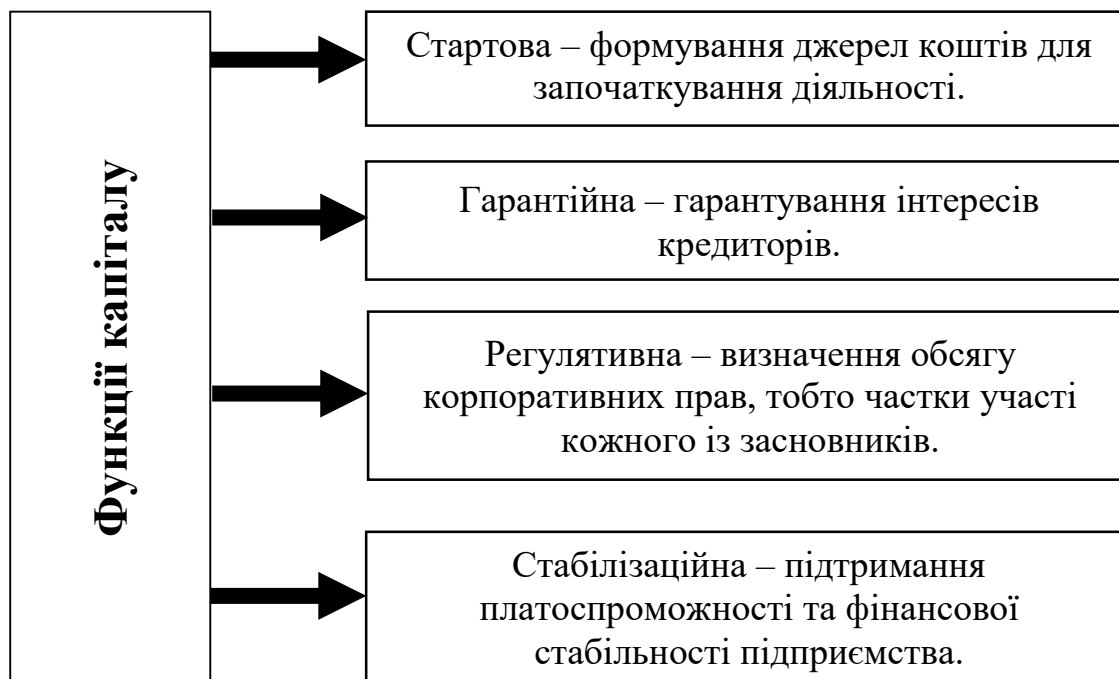 Функції капіталу
Стартова – формування джерел коштів для
започаткування діяльності.
Гарантійна – гарантування інтересів
кредиторів.
Регулятивна – визначення обсягу
корпоративних прав, тобто частки участі
кожного із засновників.
Стабілізаційна – підтримання
платоспроможності та фінансової
стабільності підприємства.